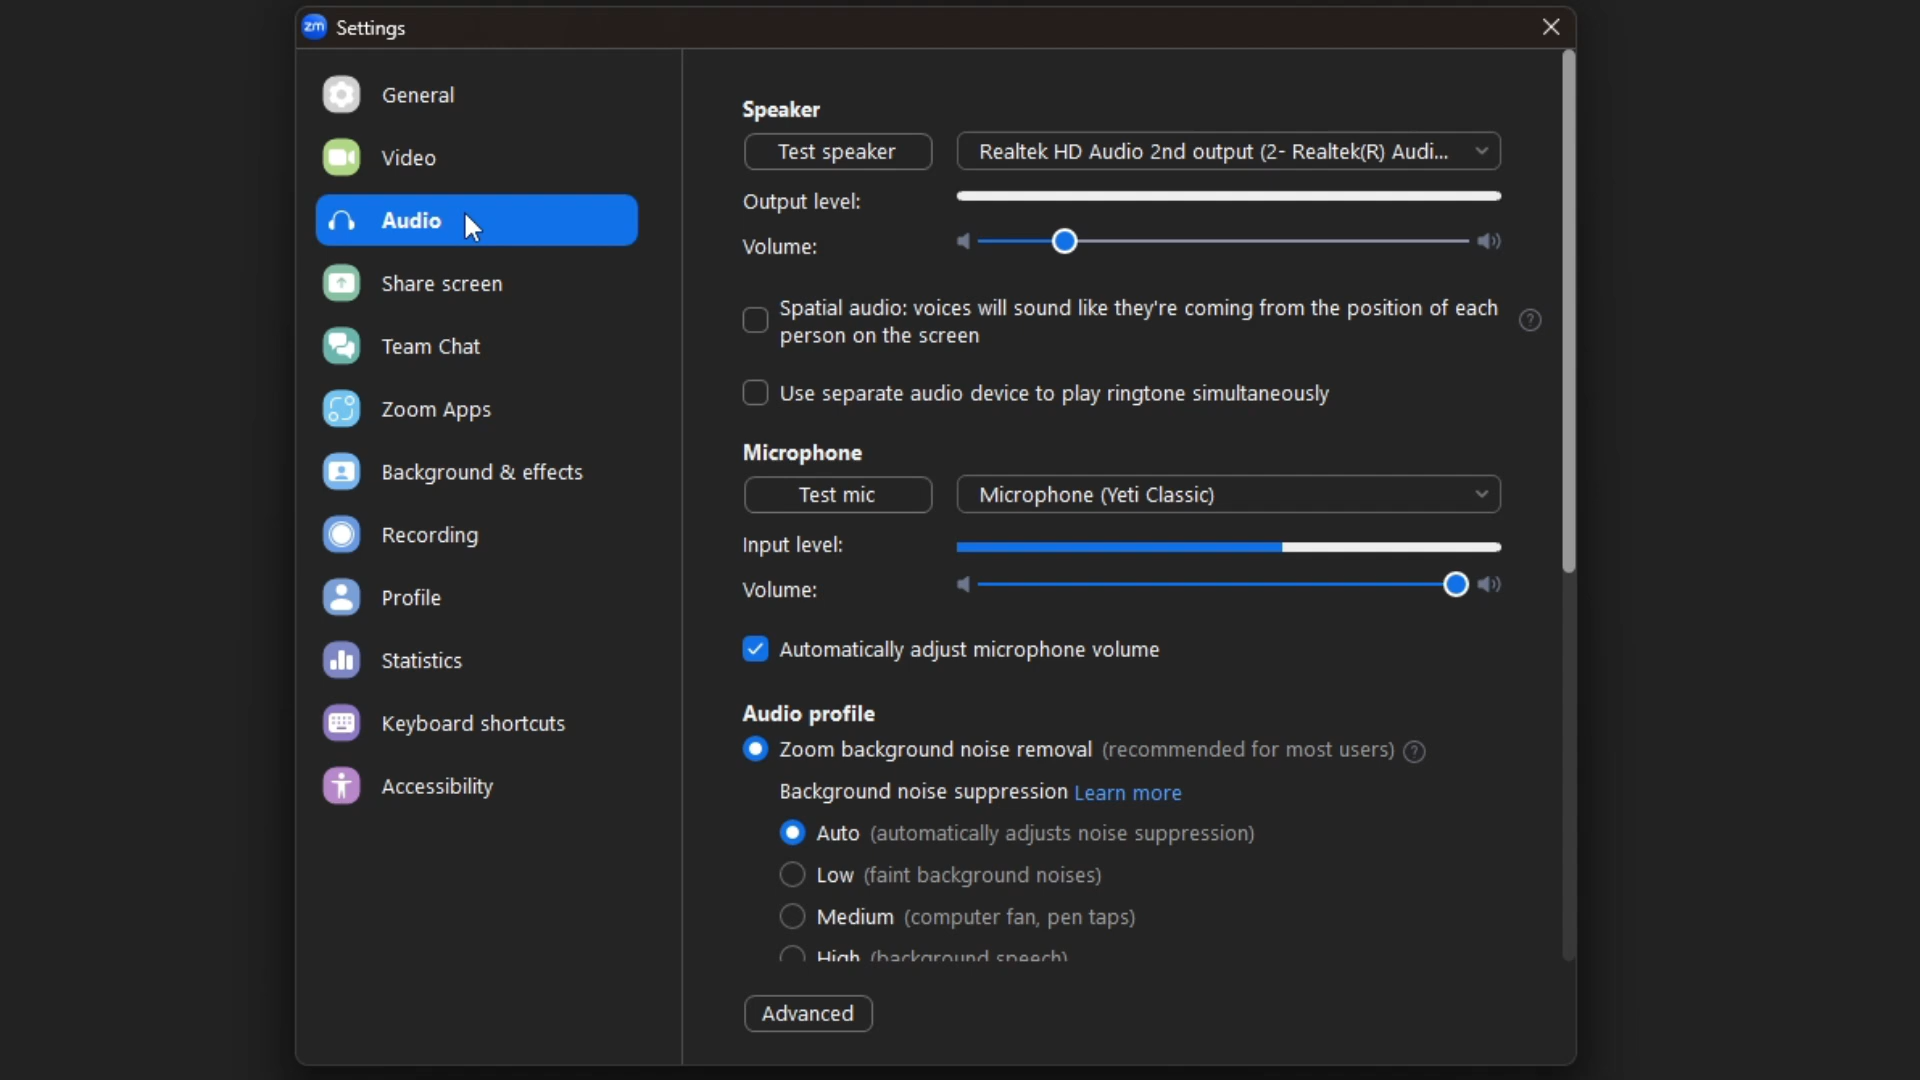 zm Settings
General
Video
Audio
Share screen
Team Chat
Zoom Apps
Background & effects
Recording
Profile
Statistics
Keyboard shortcuts
Accessibility
Speaker
Test speaker
Realtek HD Audio 2nd output (2- Realtek(R) Audi...
Output level:
Volume:
Spatial audio: voices will sound like they're coming from the position of each
person on the screen
?
Use separate audio device to play ringtone simultaneously
Microphone
Test mic
Microphone (Yeti Classic)
Input level:
Volume:
Automatically adjust microphone volume
Audio profile
Zoom background noise removal (recommended for most users) ?
Background noise suppression Learn more
Auto (automatically adjusts noise suppression)
Low (faint background noises)
Medium (computer fan, pen taps)
High (background speech)
Advanced